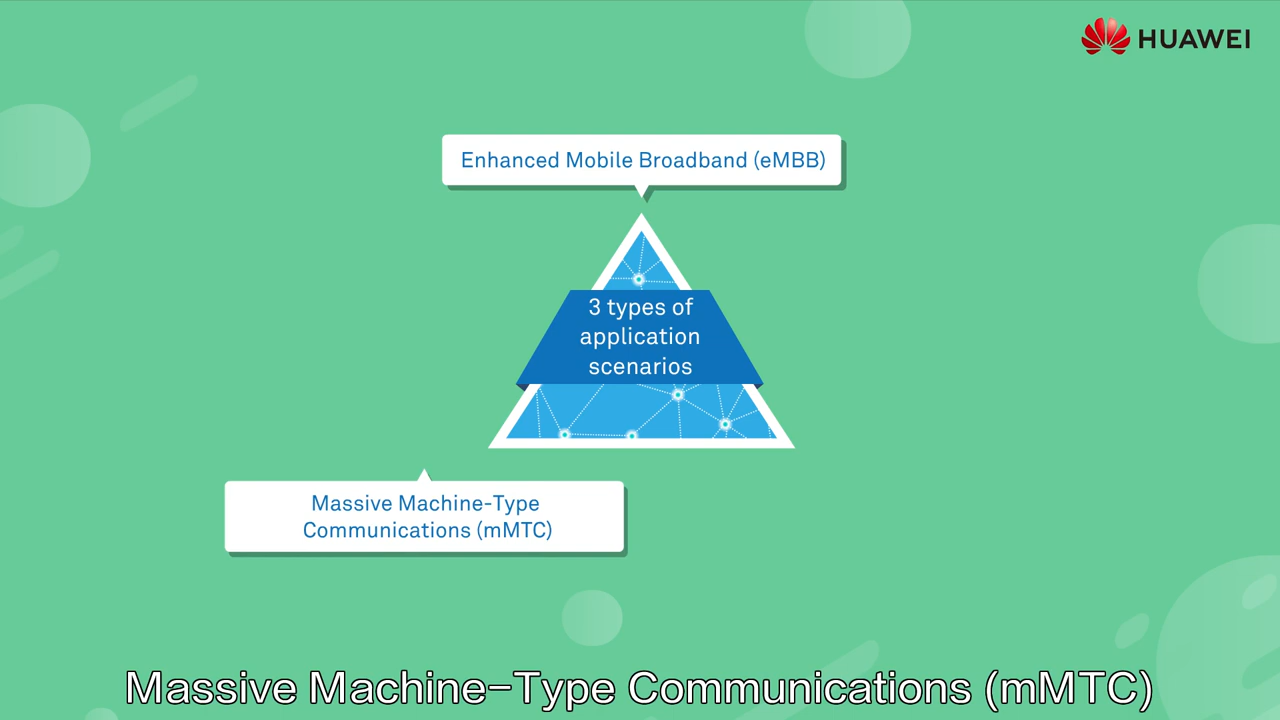 HUAWEI
Enhanced Mobile Broadband (eMBB)
3 types of
application
scenarios
Massive Machine-Type
Communications (mMTC)
Massive Machine-Type Communications (mMTC)